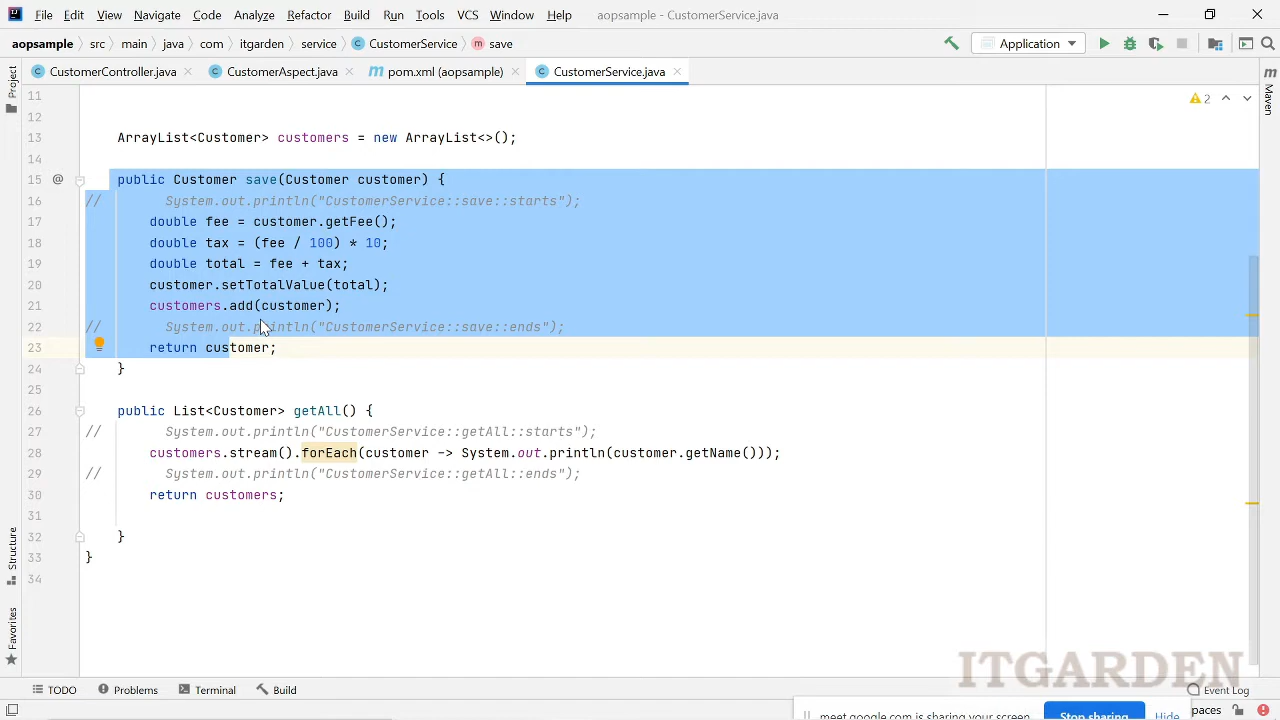 File Edit View Navigate Code Analyze Refactor Build Run Tools VCS Window Help aopsample - CustomerService.java
aopsample src main java com itgarden service CustomerService m save Application
CustomerController.java CustomerAspect.java m pom.xml (aopsample) CustomerService.java
Project
m Maven
2
11
12
13 ArrayList<Customer> customers = new ArrayList<>();
14
15 @ public Customer save(Customer customer) {
16 // System.out.println("CustomerService::save::starts");
17 double fee = customer.getFee();
18 double tax = (fee / 100) * 10;
19 double total = fee + tax;
20 customer.setTotalValue(total);
21 customers.add(customer);
22 // System.out.println("CustomerService::save::ends");
23 return customer;
24 }
25
26 public List<Customer> getAll() {
27 // System.out.println("CustomerService::getAll::starts");
28 customers.stream().forEach(customer -> System.out.println(customer.getName()));
29 // System.out.println("CustomerService::getAll::ends");
30 return customers;
31
32 }
33 }
34
Structure
Favorites
ITGARDEN
TODO Problems Terminal Build Event Log
meet.google.com is sharing your screen. Stop sharing Hide